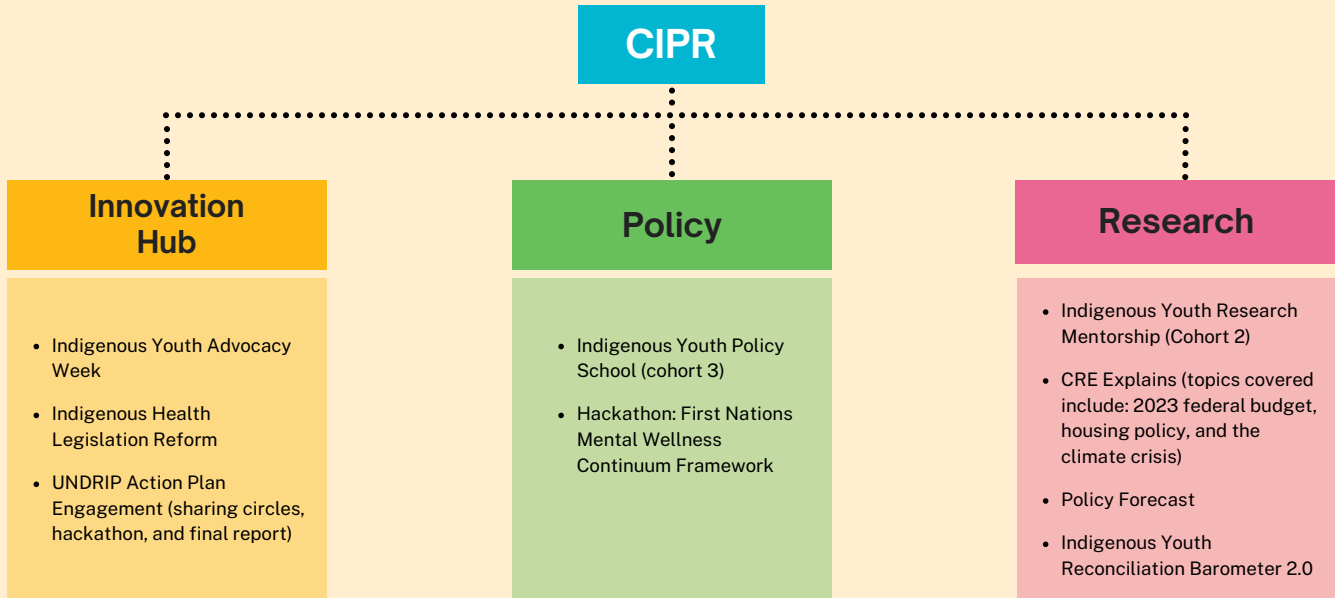 CIPR
Innovation
Hub
• Indigenous Youth Advocacy
Week
• Indigenous Health
Legislation Reform
• UNDRIP Action Plan
Engagement (sharing circles,
hackathon, and final report)
Policy
• Indigenous Youth Policy
School (cohort 3)
• Hackathon: First Nations
Mental Wellness
Continuum Framework
Research
• Indigenous Youth Research
Mentorship (Cohort 2)
• CRE Explains (topics covered
include: 2023 federal budget,
housing policy, and the
climate crisis)
• Policy Forecast
• Indigenous Youth
Reconciliation Barometer 2.0